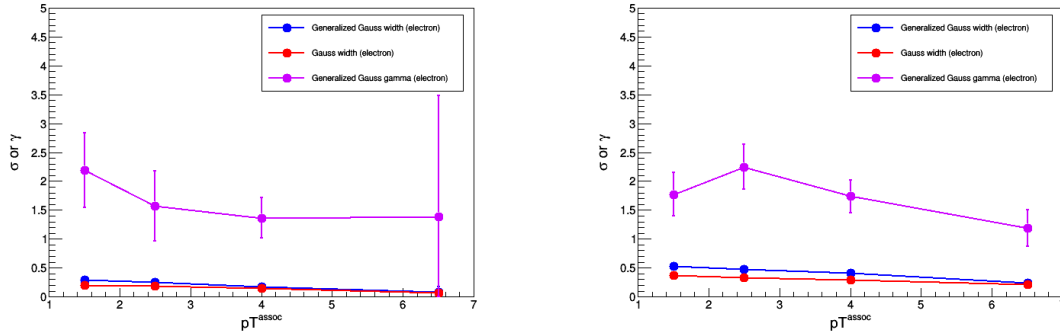 5
4.5
4
3.5
3
2.5
2
1.5
1
0.5
0
σ or γ
Generalized Gauss width (electron)
Gauss width (electron)
Generalized Gauss gamma (electron)
1 2 3 4 5 6 7
pT^assoc
5
4.5
4
3.5
3
2.5
2
1.5
1
0.5
0
σ or γ
Generalized Gauss width (electron)
Gauss width (electron)
Generalized Gauss gamma (electron)
1 2 3 4 5 6
pT^assoc